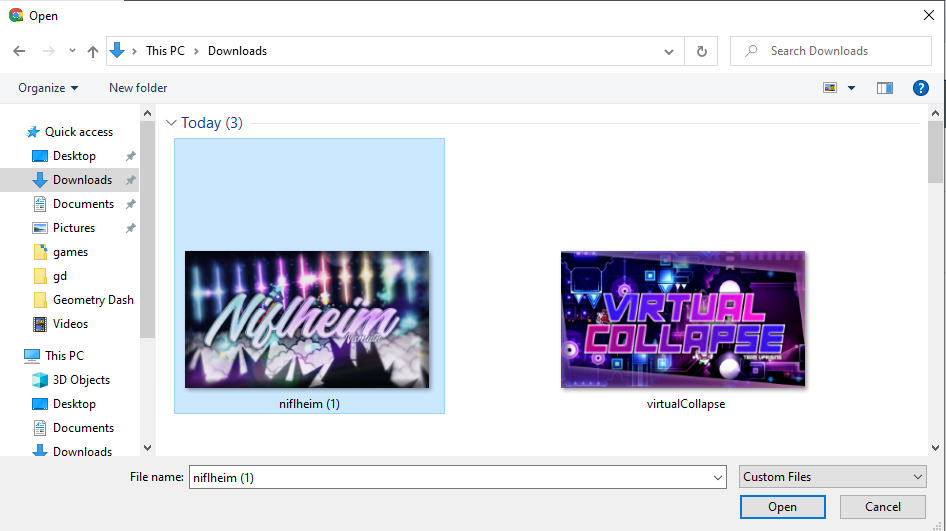 Open
This PC
Downloads
Search Downloads
Organize
New folder
?
Quick access
Desktop
Downloads
Documents
Pictures
games
gd
Geometry Dash
Videos
This PC
3D Objects
Desktop
Documents
Downloads
Today (3)
Niflheim
niflheim (1)
VIRTUAL
COLLAPSE
virtualCollapse
File name:
niflheim (1)
Custom Files
Open
Cancel